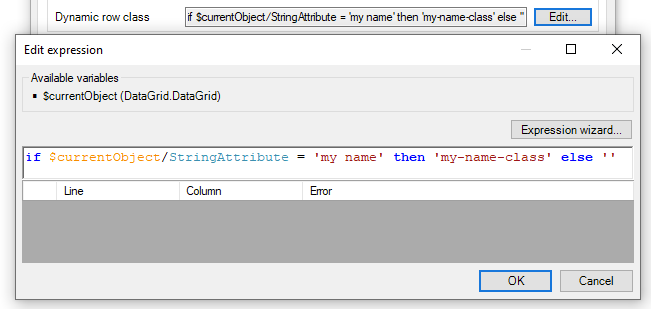 Dynamic row class if $currentObject/StringAttribute = 'my name' then 'my-name-class' else '' Edit...
Edit expression
Available variables
▪ $currentObject (DataGrid.DataGrid)
Expression wizard...
if $currentObject/StringAttribute = 'my name' then 'my-name-class' else ''
Line Column Error
OK Cancel